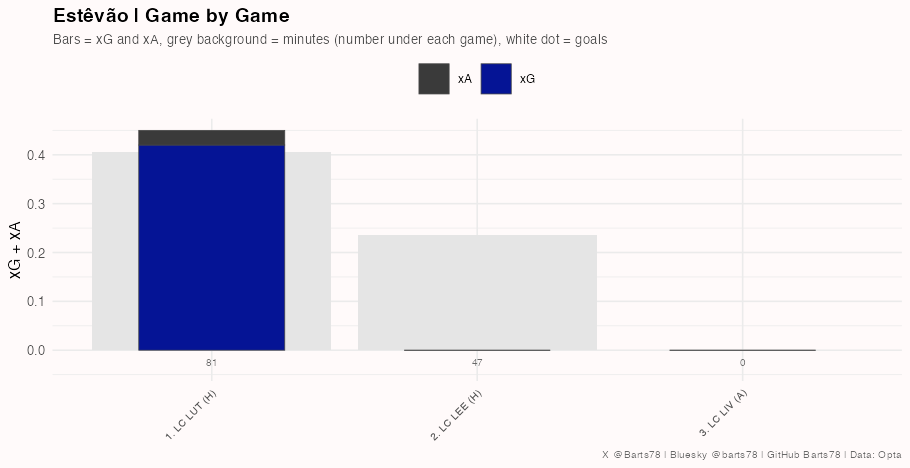 Estêvão | Game by Game
Bars = xG and xA, grey background = minutes (number under each game), white dot = goals
xA
xG
xG + xA
0.4
0.3
0.2
0.1
0.0
81
47
0
1. LC LUT (H)
2. LC LEE (H)
3. LC LIV (A)
X @Barts78 | Bluesky @barts78 | GitHub Barts78 | Data: Opta